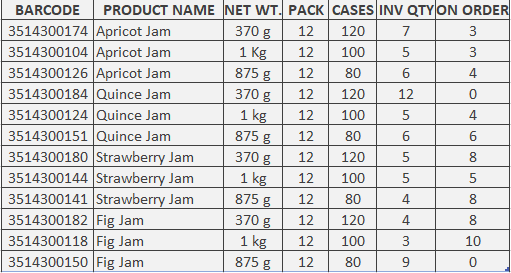 BARCODE PRODUCT NAME NET WT. PACK CASES INV QTY ON ORDER
3514300174 Apricot Jam 370 g 12 120 7 3
3514300104 Apricot Jam 1 Kg 12 100 5 3
3514300126 Apricot Jam 875 g 12 80 6 4
3514300184 Quince Jam 370 g 12 120 12 0
3514300124 Quince Jam 1 kg 12 100 5 4
3514300151 Quince Jam 875 g 12 80 6 6
3514300180 Strawberry Jam 370 g 12 120 5 8
3514300144 Strawberry Jam 1 kg 12 100 5 5
3514300141 Strawberry Jam 875 g 12 80 4 8
3514300182 Fig Jam 370 g 12 120 4 8
3514300118 Fig Jam 1 kg 12 100 3 10
3514300150 Fig Jam 875 g 12 80 9 0